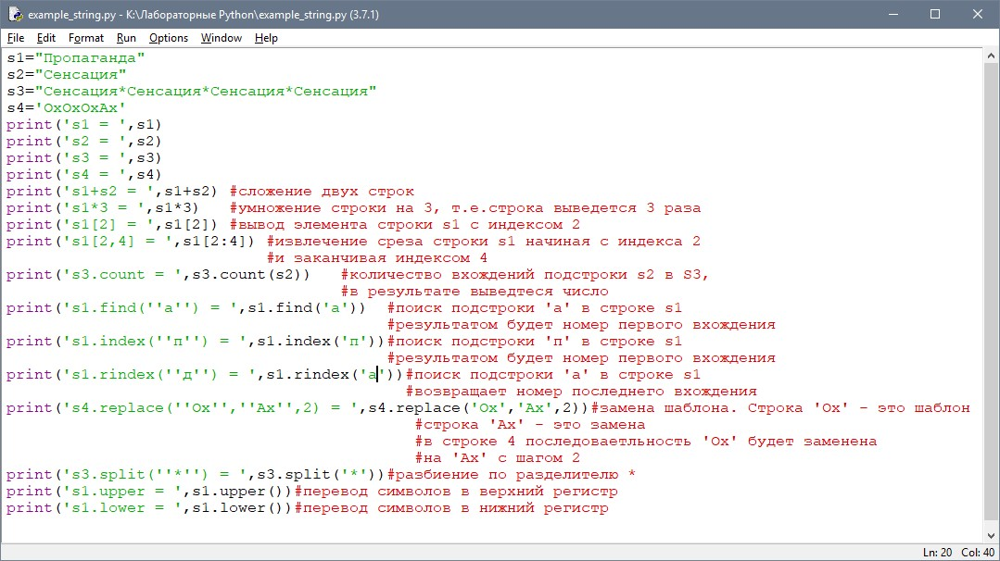 example_string.py - K:\Лабораторные Python\example_string.py (3.7.1)
File Edit Format Run Options Window Help
s1="Пропаганда"
s2="Сенсация"
s3="Сенсация*Сенсация*Сенсация*Сенсация"
s4='ОхОхОхАх'
print('s1 = ',s1)
print('s2 = ',s2)
print('s3 = ',s3)
print('s4 = ',s4)
print('s1+s2 = ',s1+s2) #сложение двух строк
print('s1*3 = ',s1*3)   #умножение строки на 3, т.е.строка выведется 3 раза
print('s1[2] = ',s1[2]) #вывод элемента строки s1 с индексом 2
print('s1[2,4] = ',s1[2:4]) #извлечение среза строки s1 начиная с индекса 2
#и заканчивая индексом 4
print('s3.count = ',s3.count(s2))   #количество вхождений подстроки s2 в S3,
#в результате выведтеся число
print('s1.find(''а'') = ',s1.find('а'))  #поиск подстроки 'а' в строке s1
#результатом будет номер первого вхождения
print('s1.index(''п'') = ',s1.index('п'))#поиск подстроки 'п' в строке s1
#результатом будет номер первого вхождения
print('s1.rindex(''д'') = ',s1.rindex('а'))#поиск подстроки 'а' в строке s1
#возвращает номер последнего вхождения
print('s4.replace(''Ох'',''Ах'',2) = ',s4.replace('Ох','Ах',2))#замена шаблона. Строка 'Ох' - это шаблон
#строка 'Ах' - это замена
#в строке 4 последоваетльность 'Ох' будет заменена
#на 'Ах' с шагом 2
print('s3.split(''*'') = ',s3.split('*'))#разбиение по разделителю *
print('s1.upper = ',s1.upper())#перевод символов в верхний регистр
print('s1.lower = ',s1.lower())#перевод символов в нижний регистр
Ln: 20 Col: 40